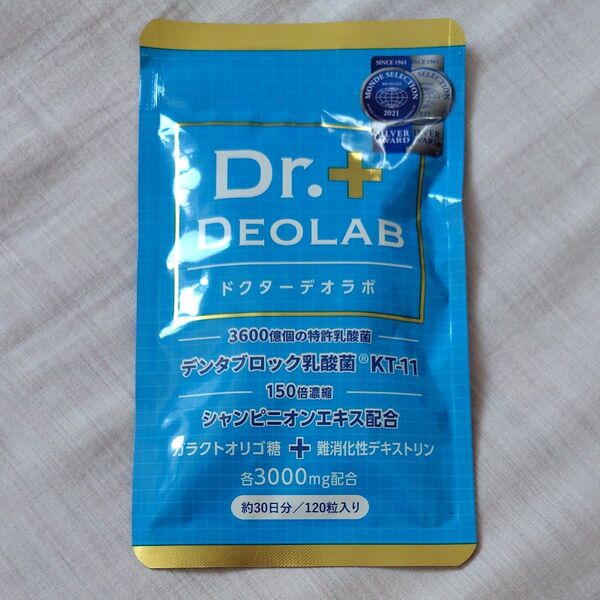 SINCE 1961
SINCE 1961
MONDE SELECTION
2021
SILVER
AWARD
Dr.+
DEOLAB
ドクターデオラボ
3600億個の特許乳酸菌
デンタブロック乳酸菌® KT-11
150倍濃縮
シャンピニオンエキス配合
ガラクトオリゴ糖 + 難消化性デキストリン
各3000mg配合
約30日分/120粒入り